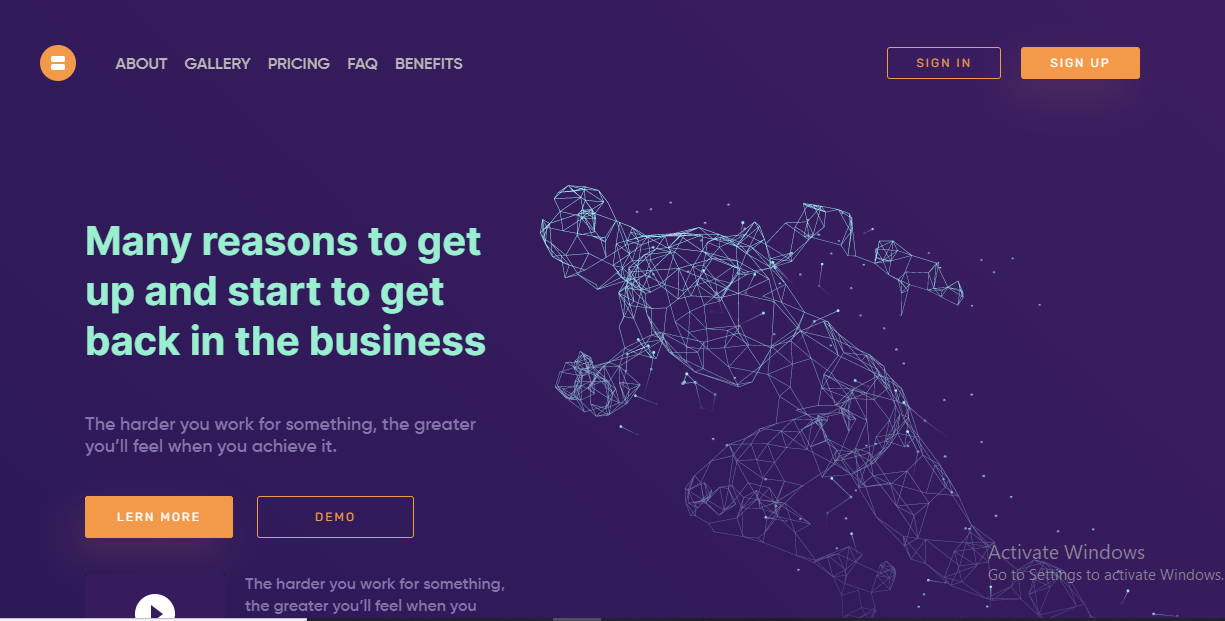 ABOUT GALLERY PRICING FAQ BENEFITS SIGN IN SIGN UP
Many reasons to get
up and start to get
back in the business
The harder you work for something, the greater
you’ll feel when you achieve it.
LERN MORE DEMO
The harder you work for something,
the greater you’ll feel when you
Activate Windows
Go to Settings to activate Windows.